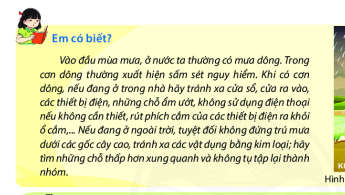 Em có biết?
Vào đầu mùa mưa, ở nước ta thường có mưa dông. Trong
cơn dông thường xuất hiện sấm sét nguy hiểm. Khi có cơn
dông, nếu đang ở trong nhà hãy tránh xa cửa sổ, cửa ra vào,
các thiết bị điện, những chỗ ẩm ướt, không sử dụng điện thoại
nếu không cần thiết, rút phích cắm của các thiết bị điện ra khỏi
ổ cắm,... Nếu đang ở ngoài trời, tuyệt đối không đứng trú mưa
dưới các gốc cây cao, tránh xa các vật dụng bằng kim loại; hãy
tìm những chỗ thấp hơn xung quanh và không tụ tập lại thành
nhóm.
Hình